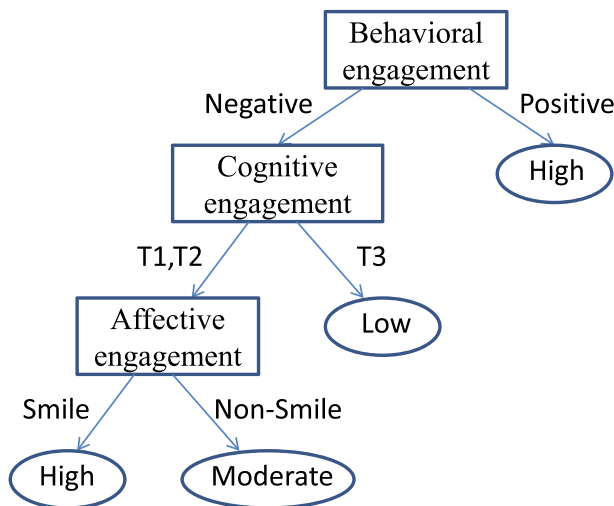 Behavioral
engagement
Negative
Positive
Cognitive
engagement
High
T1,T2
T3
Affective
engagement
Low
Smile
Non-Smile
High
Moderate